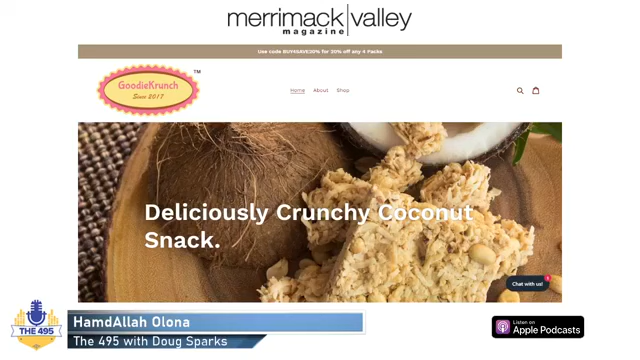 merrimack valley
magazine
Use code BUY4SAVE30% for 30% off any 4 Packs
GoodieKrunch
Since 2017
TM
Home About Shop
Deliciously Crunchy Coconut
Snack.
Chat with us!
HamdAllah Olona
The 495 with Doug Sparks
THE 495
Listen on
Apple Podcasts